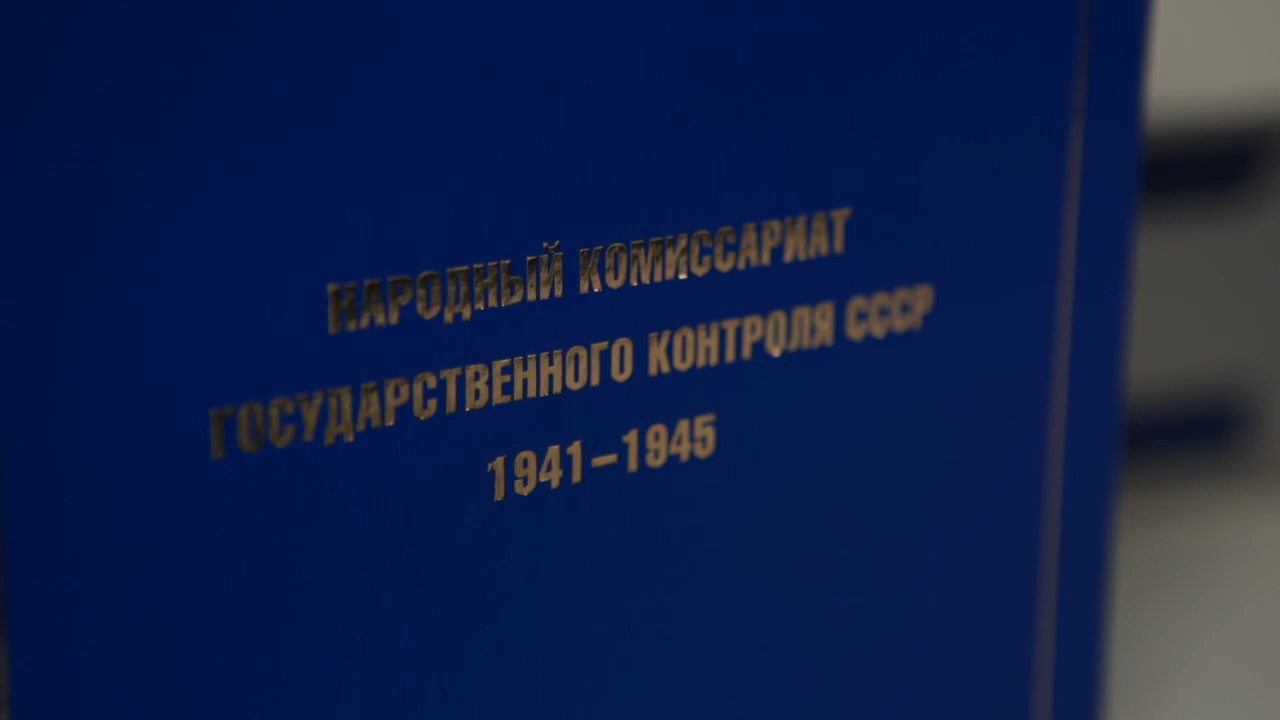 НАРОДНЫЙ КОМИССАРИАТ
ГОСУДАРСТВЕННОГО КОНТРОЛЯ СССР
1941–1945